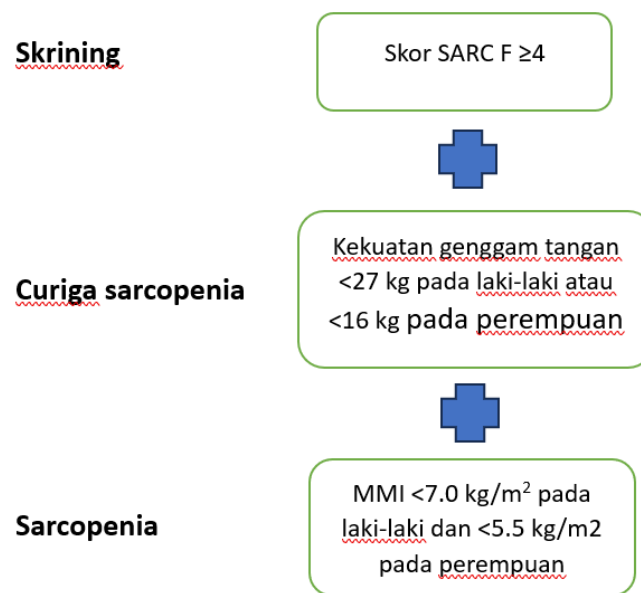 Skrining
Skor SARC F ≥4
Curiga sarcopenia
Kekuatan genggam tangan
<27 kg pada laki-laki atau
<16 kg pada perempuan
Sarcopenia
MMI <7.0 kg/m² pada
laki-laki dan <5.5 kg/m2
pada perempuan